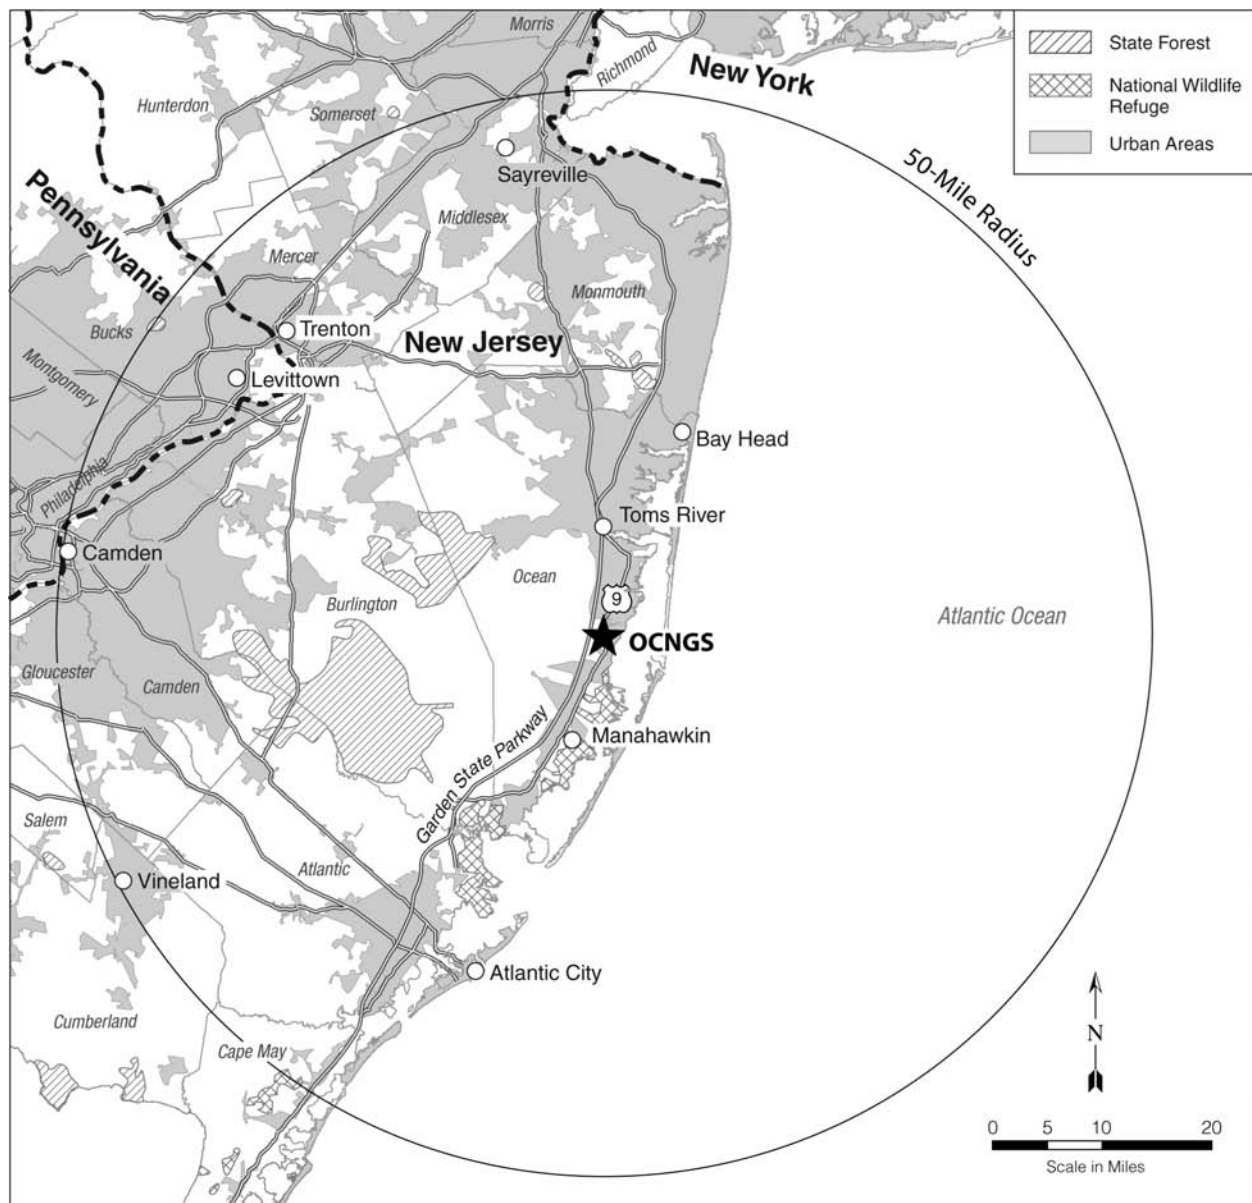 Morris
Richmond
New York
State Forest
National Wildlife
Refuge
Urban Areas
Hunterdon
Somerset
50-Mile Radius
Sayreville
Pennsylvania
Middlesex
Mercer
Monmouth
Bucks
Trenton
New Jersey
Montgomery
Levittown
Bay Head
Philadelphia
Toms River
Camden
Ocean
9
Burlington
Atlantic Ocean
OCNGS
Gloucester
Camden
Garden State Parkway
Manahawkin
Salem
Atlantic
Vineland
Atlantic City
Cumberland
Cape May
N
0 5 10 20
Scale in Miles